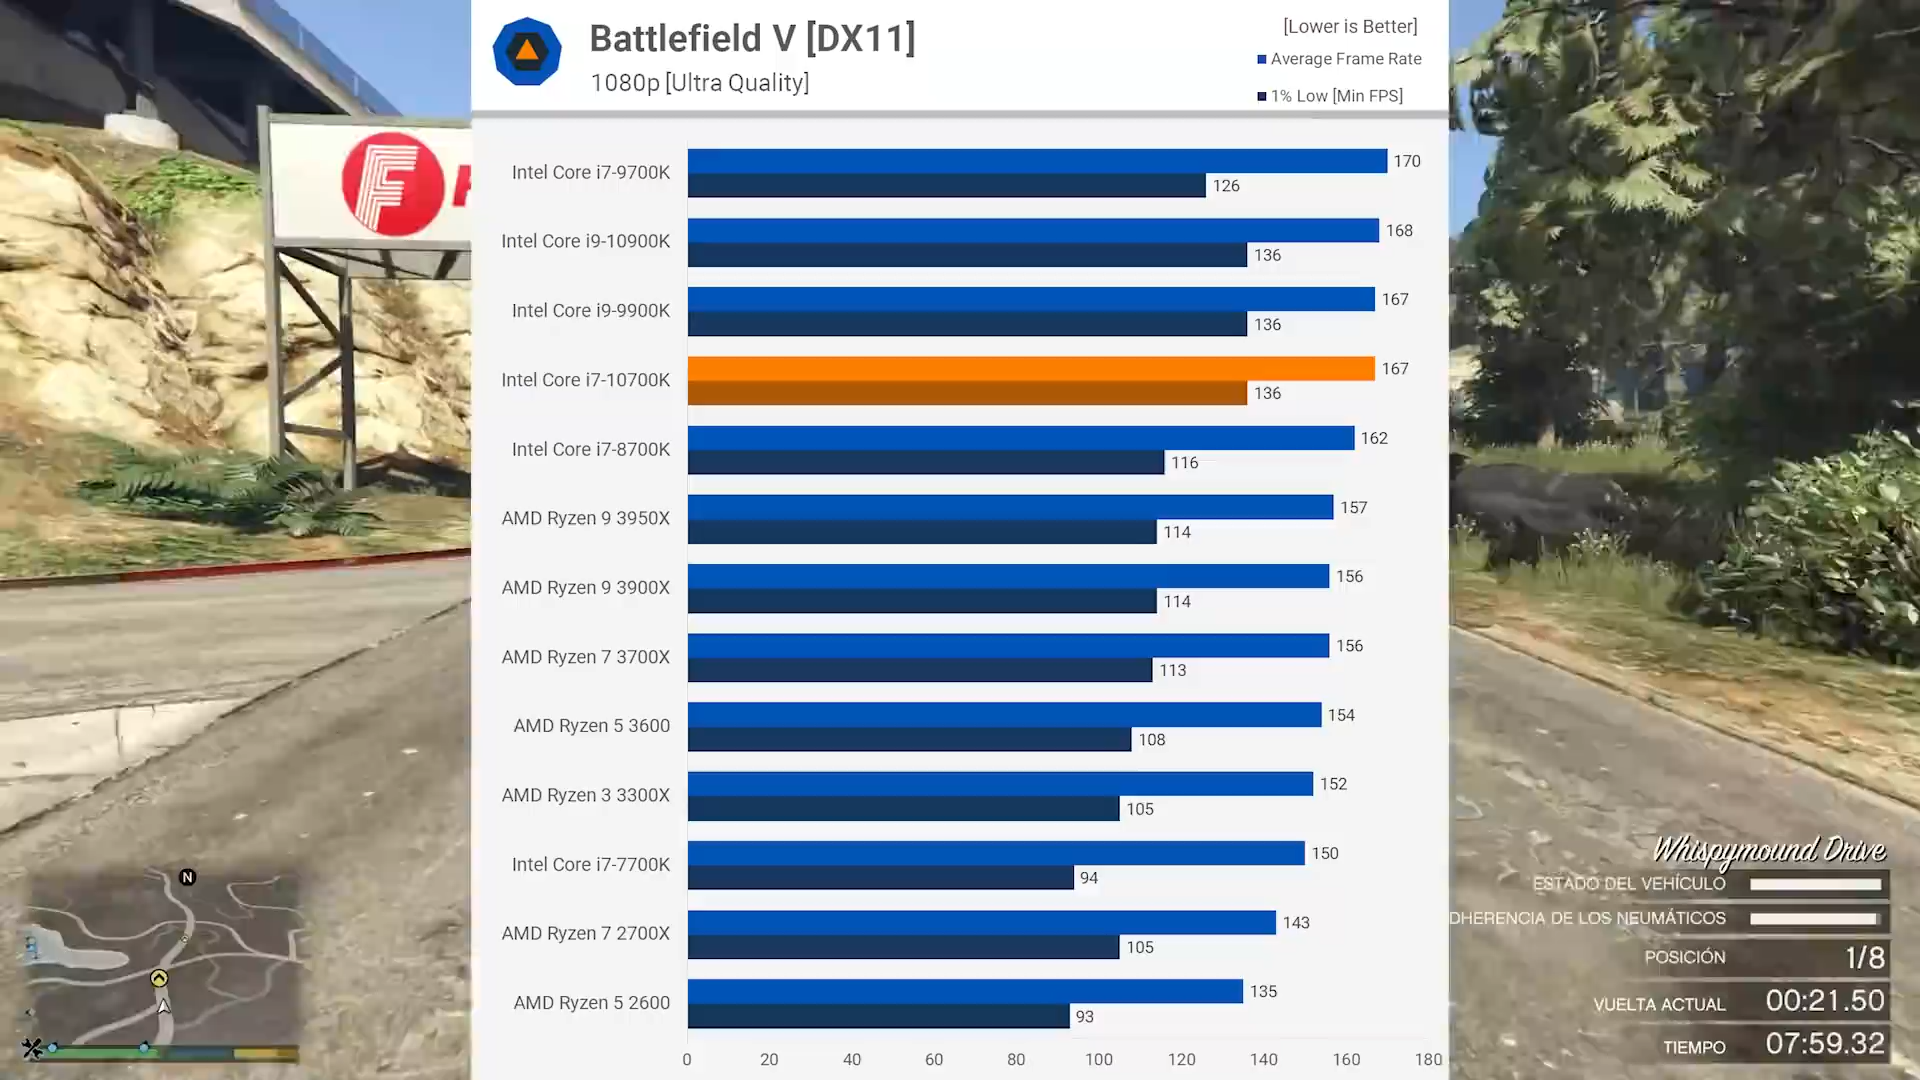 Battlefield V [DX11]
1080p [Ultra Quality]
[Lower is Better]
Average Frame Rate
1% Low [Min FPS]
Intel Core i7-9700K 170
126
Intel Core i9-10900K 168
136
Intel Core i9-9900K 167
136
Intel Core i7-10700K 167
136
Intel Core i7-8700K 162
116
AMD Ryzen 9 3950X 157
114
AMD Ryzen 9 3900X 156
114
AMD Ryzen 7 3700X 156
113
AMD Ryzen 5 3600 154
108
AMD Ryzen 3 3300X 152
105
Intel Core i7-7700K 150
94
AMD Ryzen 7 2700X 143
105
AMD Ryzen 5 2600 135
93
0 20 40 60 80 100 120 140 160 180
F
N
Whispymound Drive
ESTADO DEL VEHÍCULO
DHERENCIA DE LOS NEUMÁTICOS
POSICIÓN 1/8
VUELTA ACTUAL 00:21.50
TIEMPO 07:59.32